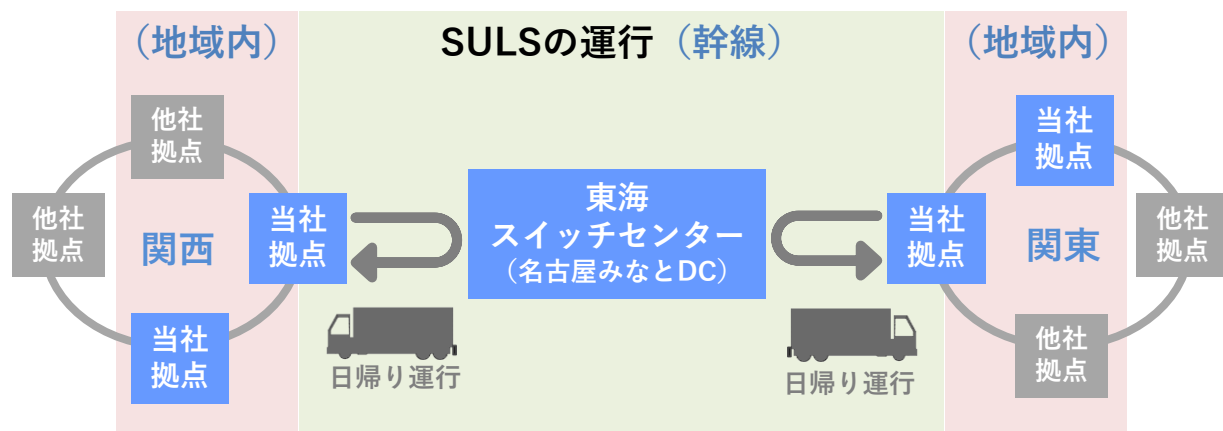 （地域内）
SULSの運行（幹線）
（地域内）
他社
拠点
他社
拠点
関西
当社
拠点
当社
拠点
日帰り運行
東海
スイッチセンター
（名古屋みなとDC）
日帰り運行
当社
拠点
当社
拠点
関東
他社
拠点
他社
拠点